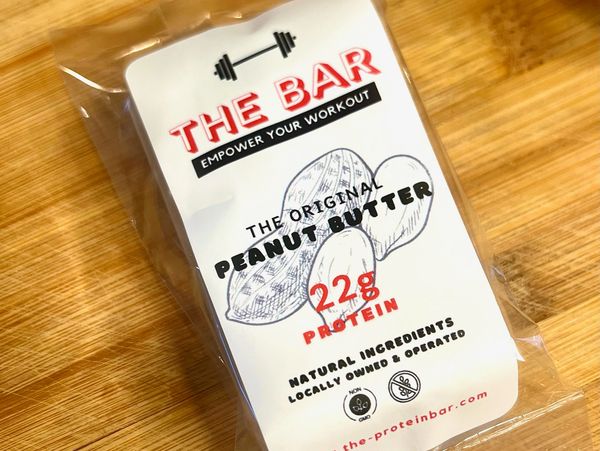 THE BAR
EMPOWER YOUR WORKOUT
THE ORIGINAL
PEANUT BUTTER
22g
PROTEIN
NATURAL INGREDIENTS
LOCALLY OWNED & OPERATED
NON
GMO
.the-proteinbar.com